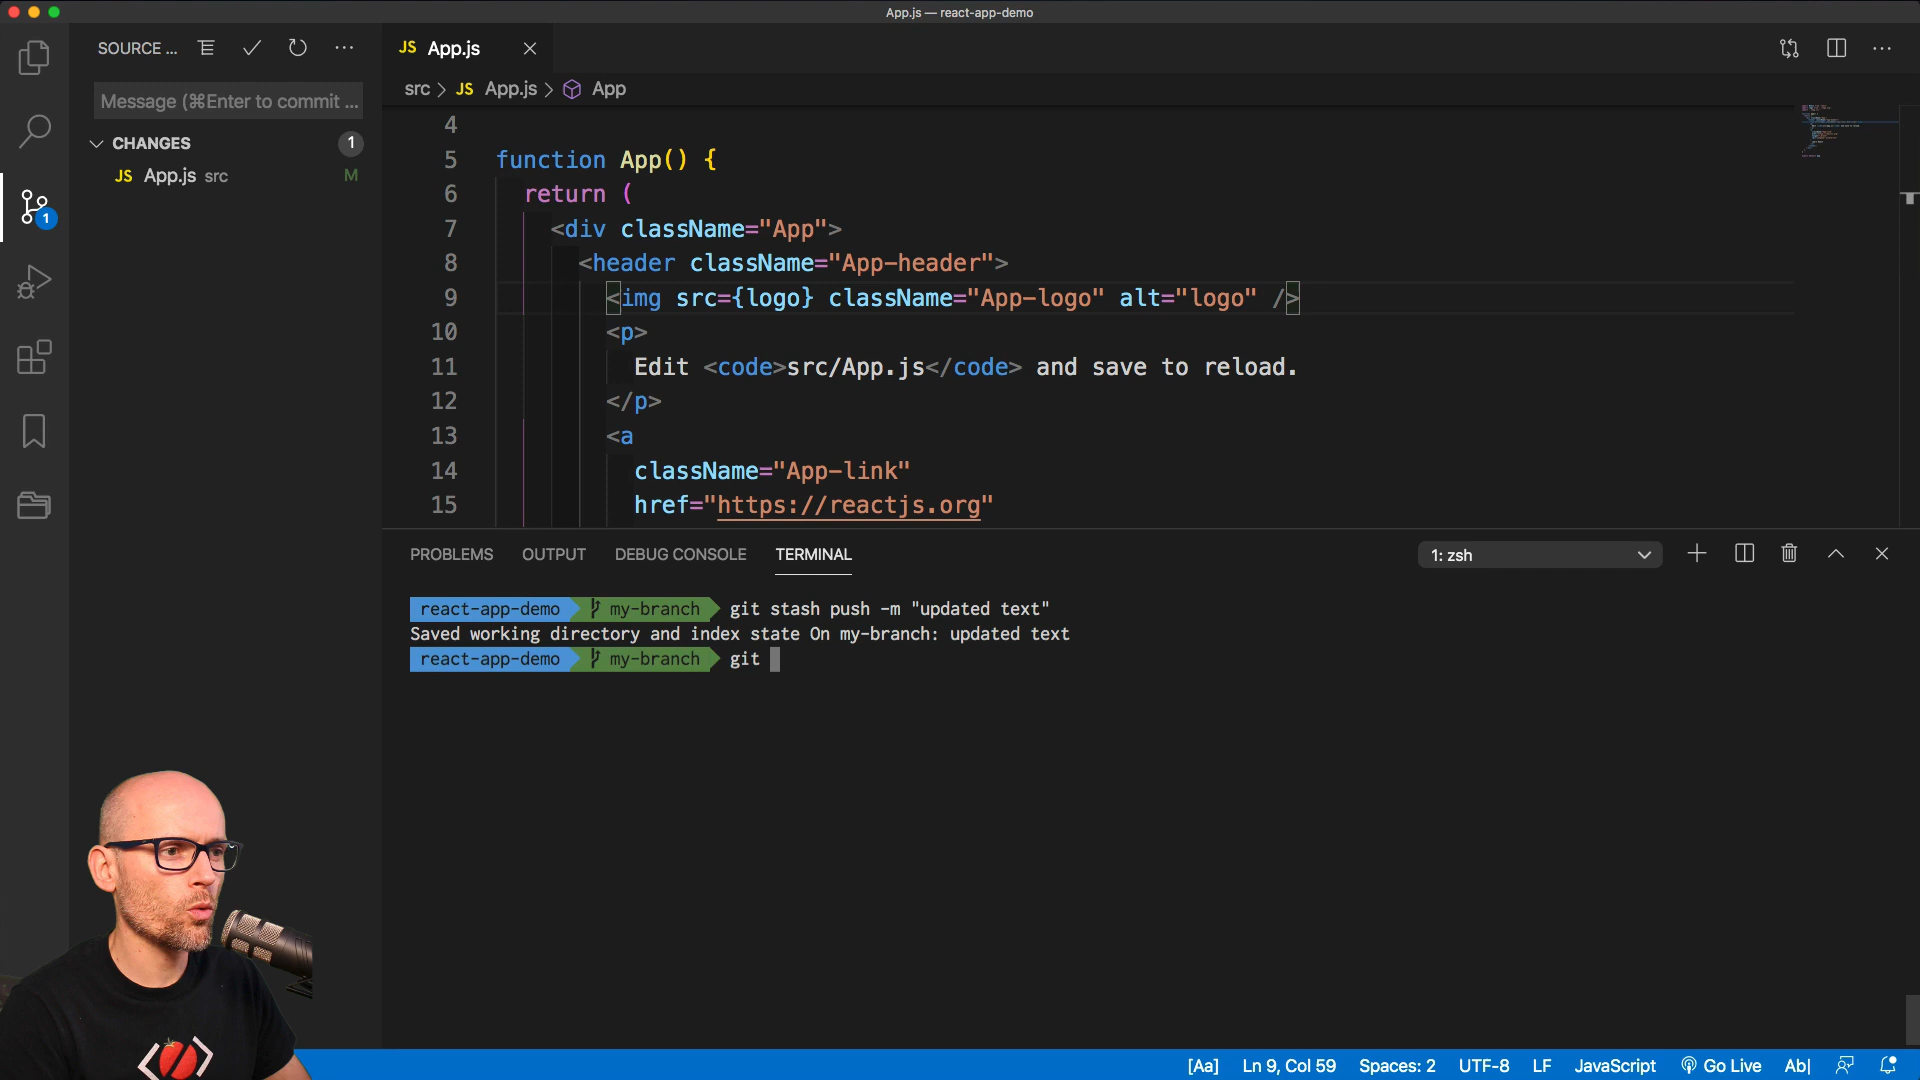 App.js — react-app-demo
SOURCE ...
Message (⌘Enter to commit ...
CHANGES 1
JS App.js src M
1
JS App.js
src > JS App.js > App
4
5 function App() {
6 return (
7 <div className="App">
8 <header className="App-header">
9 <img src={logo} className="App-logo" alt="logo" />
10 <p>
11 Edit <code>src/App.js</code> and save to reload.
12 </p>
13 <a
14 className="App-link"
15 href="https://reactjs.org"
PROBLEMS OUTPUT DEBUG CONSOLE TERMINAL 1: zsh
react-app-demo my-branch git stash push -m "updated text"
Saved working directory and index state On my-branch: updated text
react-app-demo my-branch git
[Aa] Ln 9, Col 59 Spaces: 2 UTF-8 LF JavaScript Go Live Ab|